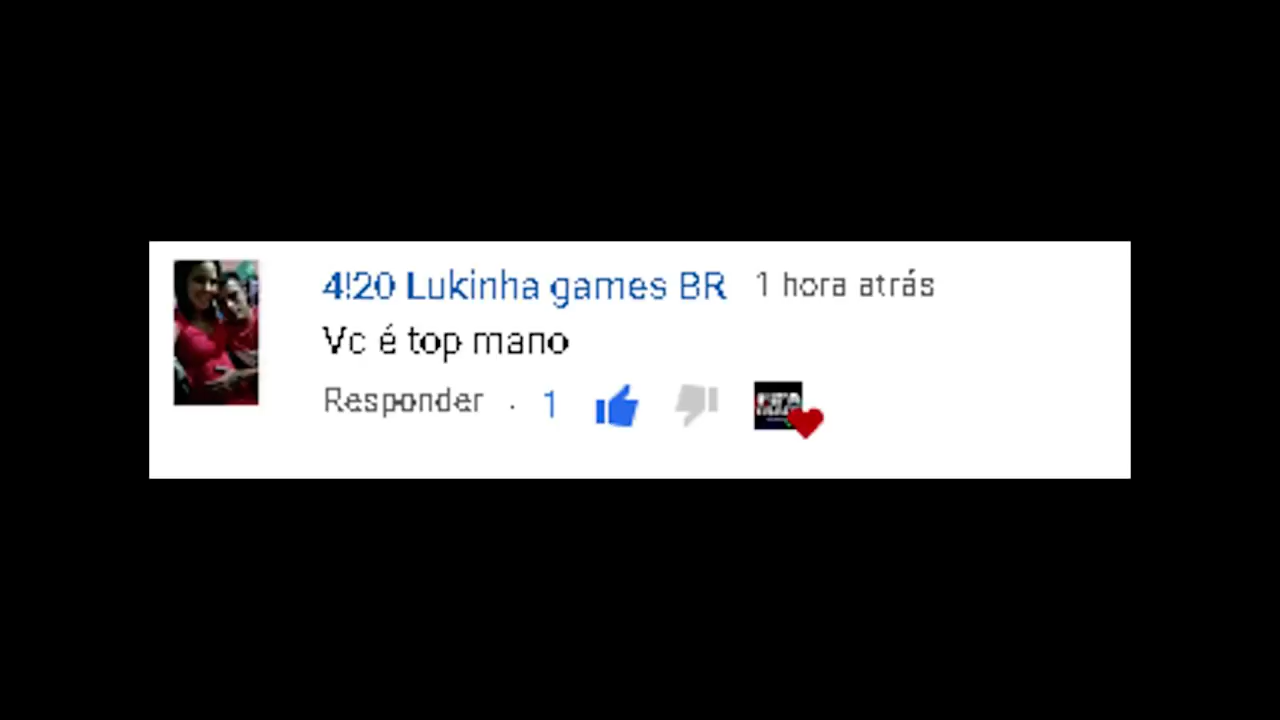 4!20 Lukinha games BR 1 hora atrás
Vc é top mano
Responder · 1